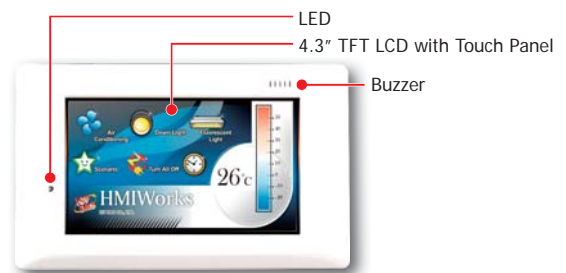 LED
4.3" TFT LCD with Touch Panel
Buzzer
Air
Conditioning
Down Light
Fluorescent
Light
Scenario
Turn All Off
26°c
HMIWorks